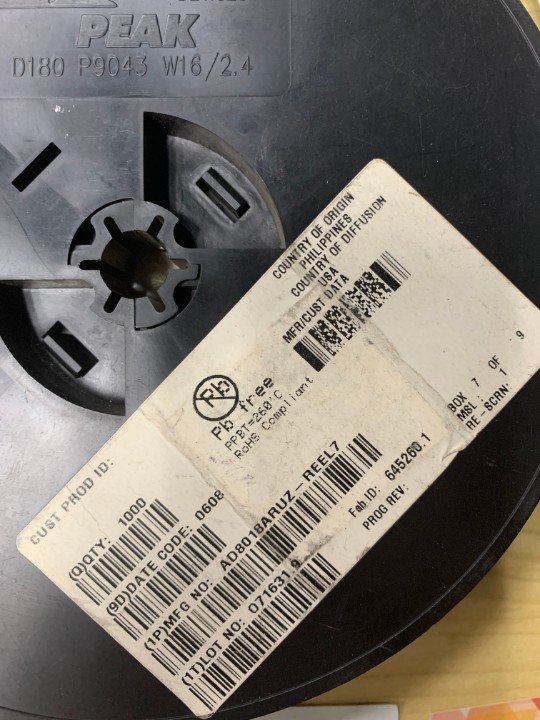 PEAK
D180 P9043 W16/2.4
COUNTRY OF ORIGIN
PHILIPPINES
COUNTRY OF DIFFUSION
USA
MFR/CUST DATA
Pb
Pb free
PPBT=260°C
RoHS Compliant
BOX 7 OF 9
MSL: 1
RE-SCRN:
CUST PROD ID:
(Q)QTY: 1000
(9D)DATE CODE: 0608
(1P)MFG NO: AD8018ARUZ-REEL7
(1T)LOT NO: 071631.9
Fab ID: 645260.1
PROG REV: